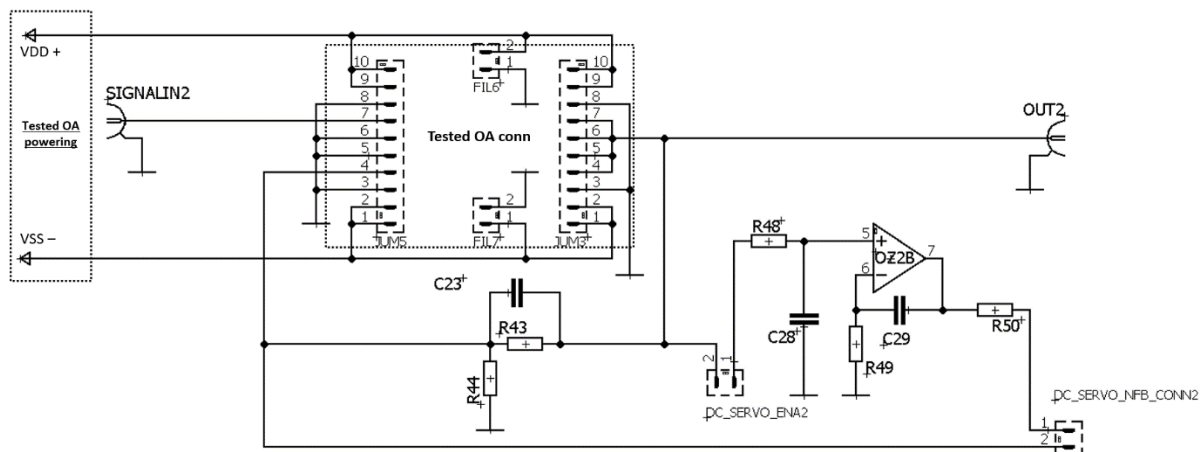 VDD +
SIGNALIN2
Tested OA
powering
VSS –
10
9
8
7
6
5
4
3
2
1
JUM5
2
1
FIL6
Tested OA conn
2
1
FIL7
10
9
8
7
6
5
4
3
2
1
JUM3
OUT2
C23
R43
R44
2
1
DC_SERVO_ENA2
R48
C28
5
6
7
OZ2B
C29
R49
R50
DC_SERVO_NFB_CONN2
1
2